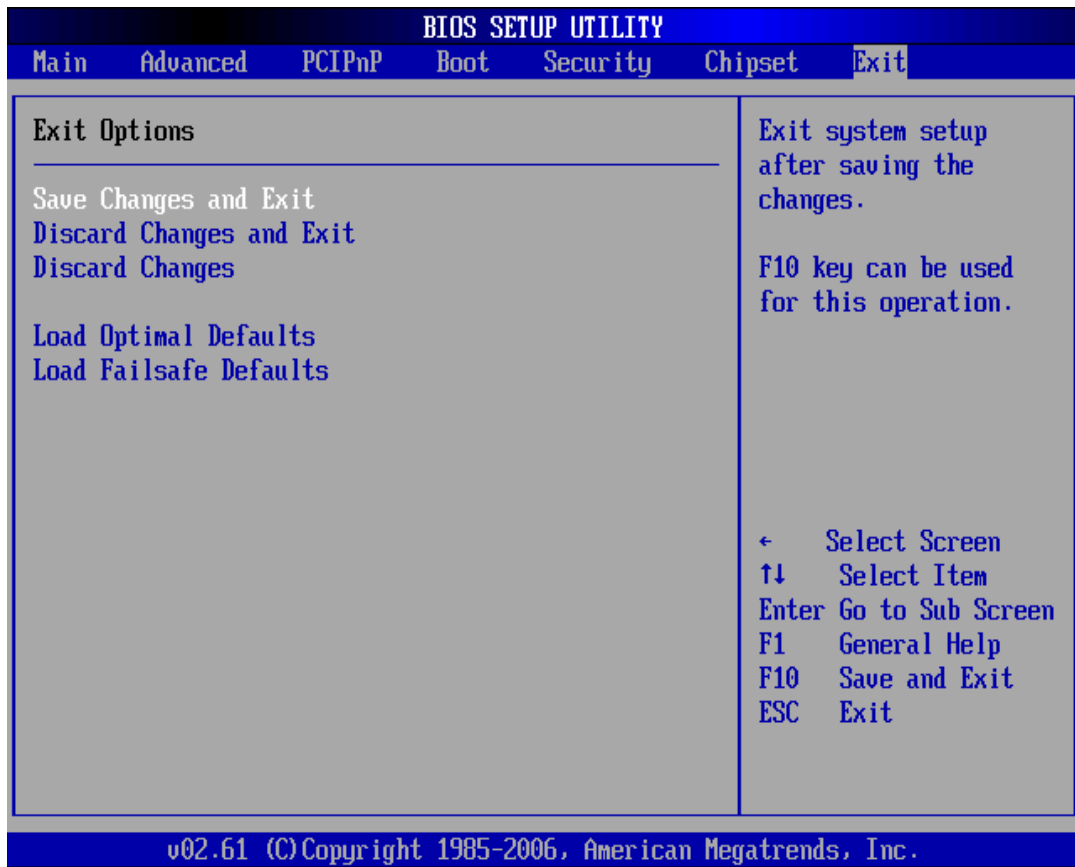 BIOS SETUP UTILITY
Main Advanced PCIPnP Boot Security Chipset Exit
Exit Options
Save Changes and Exit
Discard Changes and Exit
Discard Changes
Load Optimal Defaults
Load Failsafe Defaults
Exit system setup
after saving the
changes.
F10 key can be used
for this operation.
← Select Screen
↑↓ Select Item
Enter Go to Sub Screen
F1 General Help
F10 Save and Exit
ESC Exit
v02.61 (C)Copyright 1985-2006, American Megatrends, Inc.